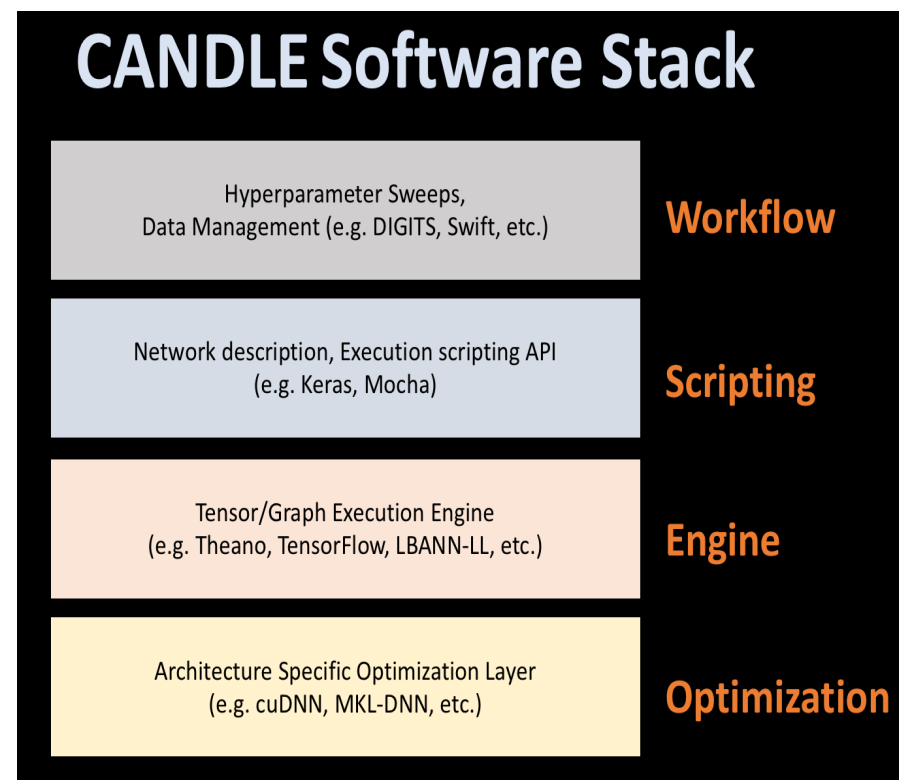 CANDLE Software Stack
Hyperparameter Sweeps,
Data Management (e.g. DIGITS, Swift, etc.)
Workflow
Network description, Execution scripting API
(e.g. Keras, Mocha)
Scripting
Tensor/Graph Execution Engine
(e.g. Theano, TensorFlow, LBANN-LL, etc.)
Engine
Architecture Specific Optimization Layer
(e.g. cuDNN, MKL-DNN, etc.)
Optimization